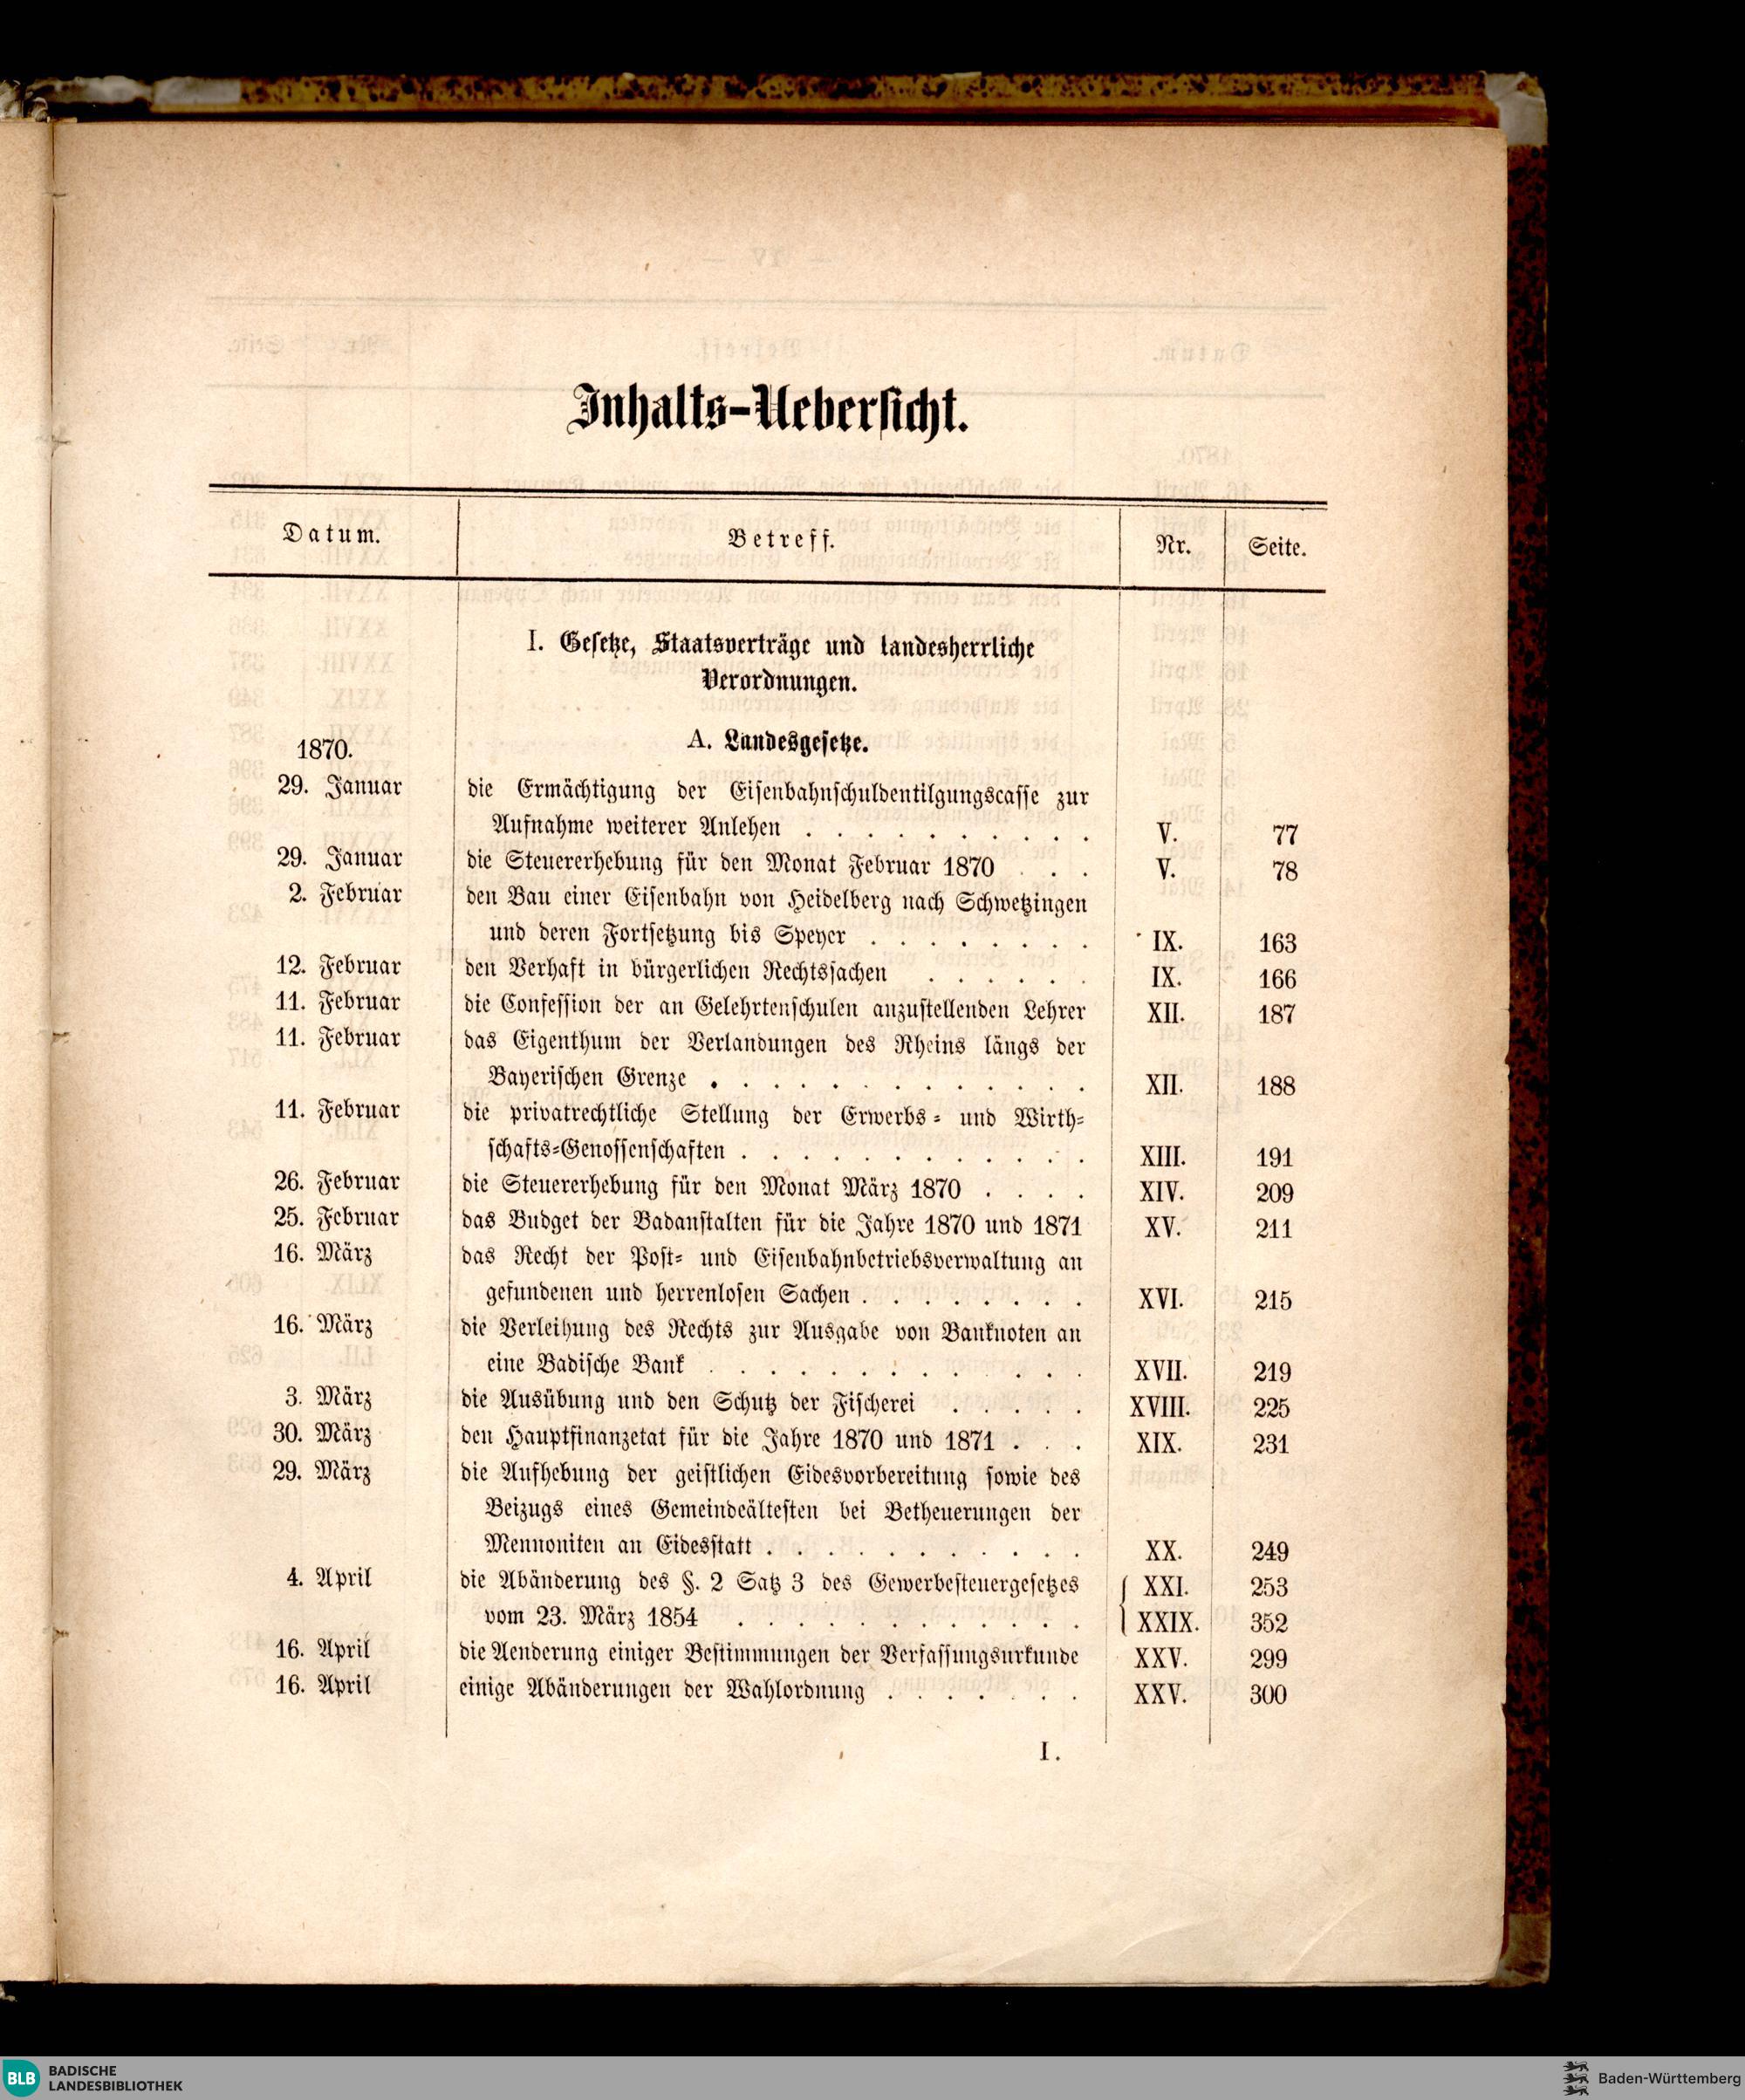 Inhalts-Uebersicht.
Datum. Betreff. Nr. Seite.
I. Gesetze, Staatsverträge und landesherrliche
Verordnungen.
A. Landesgesetze.
1870.
29. Januar die Ermächtigung der Eisenbahnschuldentilgungscasse zur
Aufnahme weiterer Anlehen . . . . . . . . . . V. 77
29. Januar die Steuererhebung für den Monat Februar 1870 . . . V. 78
2. Februar den Bau einer Eisenbahn von Heidelberg nach Schwetzingen
und deren Fortsetzung bis Speyer . . . . . . . . IX. 163
12. Februar den Verhaft in bürgerlichen Rechtssachen . . . . . . IX. 166
11. Februar die Confession der an Gelehrtenschulen anzustellenden Lehrer XII. 187
11. Februar das Eigenthum der Verlandungen des Rheins längs der
Bayerischen Grenze . . . . . . . . . . . . . XII. 188
11. Februar die privatrechtliche Stellung der Erwerbs- und Wirth-
schafts-Genossenschaften . . . . . . . . . . . . XIII. 191
26. Februar die Steuererhebung für den Monat März 1870 . . . . XIV. 209
25. Februar das Budget der Badanstalten für die Jahre 1870 und 1871 XV. 211
16. März das Recht der Post- und Eisenbahnbetriebsverwaltung an
gefundenen und herrenlosen Sachen . . . . . . . . XVI. 215
16. März die Verleihung des Rechts zur Ausgabe von Banknoten an
eine Badische Bank . . . . . . . . . . . . . XVII. 219
3. März die Ausübung und den Schutz der Fischerei . . . . . XVIII. 225
30. März den Hauptfinanzetat für die Jahre 1870 und 1871 . . . XIX. 231
29. März die Aufhebung der geistlichen Eidesvorbereitung sowie des
Beizugs eines Gemeindeältesten bei Betheuerungen der
Mennoniten an Eidesstatt . . . . . . . . . . . XX. 249
4. April die Abänderung des §. 2 Satz 3 des Gewerbesteuergesetzes { XXI. 253
vom 23. März 1854 . . . . . . . . . . . . XXIX. 352
16. April die Aenderung einiger Bestimmungen der Verfassungsurkunde XXV. 299
16. April einige Abänderungen der Wahlordnung . . . . . . . XXV. 300
I.
BLB BADISCHE
LANDESBIBLIOTHEK
Baden-Württemberg